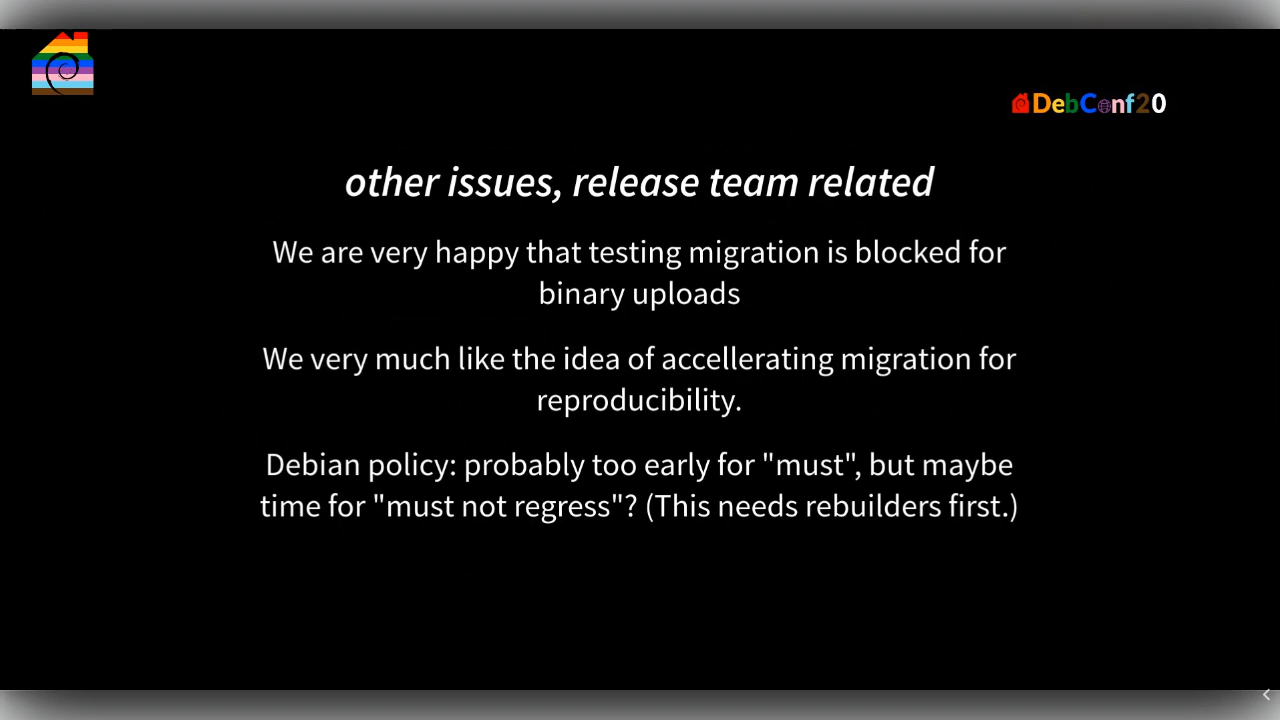 DebConf20
other issues, release team related
We are very happy that testing migration is blocked for
binary uploads
We very much like the idea of accellerating migration for
reproducibility.
Debian policy: probably too early for "must", but maybe
time for "must not regress"? (This needs rebuilders first.)